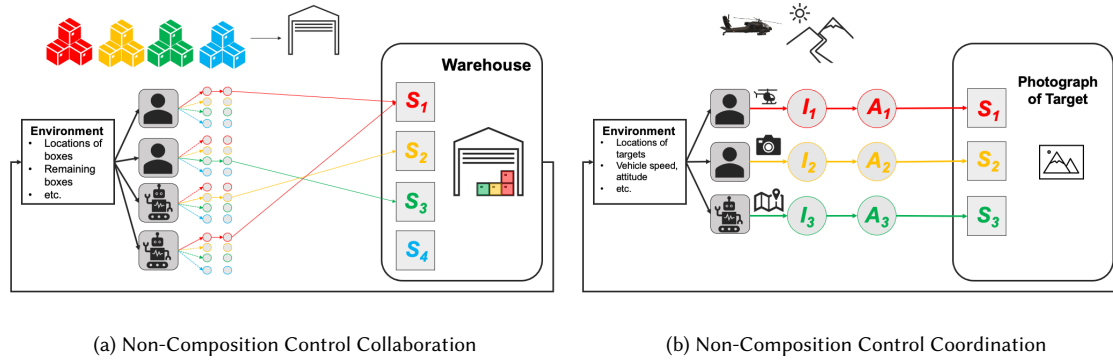 Warehouse
Environment
• Locations of
boxes
• Remaining
boxes
• etc.
S1
S2
S3
S4
(a) Non-Composition Control Collaboration
Photograph
of Target
Environment
• Locations of
targets
• Vehicle speed,
attitude
• etc.
I1 A1 S1
I2 A2 S2
I3 A3 S3
(b) Non-Composition Control Coordination